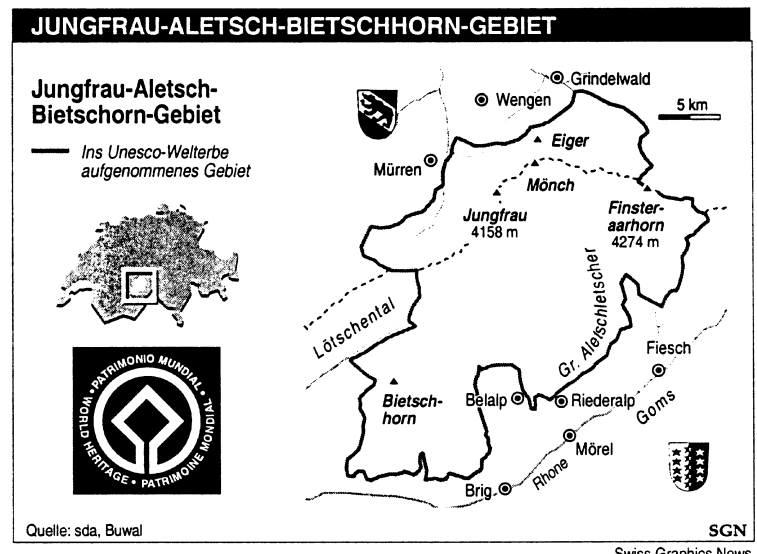 JUNGFRAU-ALETSCH-BIETSCHHORN-GEBIET
Jungfrau-Aletsch-
Bietschorn-Gebiet
Ins Unesco-Welterbe
aufgenommenes Gebiet
Grindelwald
Wengen
5 km
Eiger
Mürren
Mönch
Jungfrau
4158 m
Finster-
aarhorn
4274 m
Lötschental
Gr. Aletschletscher
Fiesch
Bietsch-
horn
Belalp
Riederalp
Goms
Mörel
Rhone
Brig
PATRIMONIO MUNDIAL • WORLD HERITAGE • PATRIMOINE MONDIAL •
Quelle: sda, Buwal
SGN
Swiss Graphics News